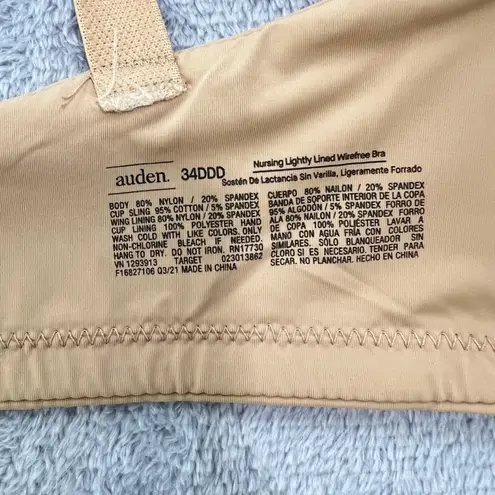 auden. 34DDD
Nursing Lightly Lined Wirefree Bra
Sostén De Lactancia Sin Varilla, Ligeramente Forrado
BODY 80% NYLON / 20% SPANDEX
CUP SLING 95% COTTON / 5% SPANDEX
WING LINING 80% NYLON / 20% SPANDEX
CUP LINING 100% POLYESTER HAND
WASH COLD WITH LIKE COLORS. ONLY
NON-CHLORINE BLEACH IF NEEDED.
HANG TO DRY. DO NOT IRON. RN17730
VN 1293913 TARGET 023013862
F16827106 Q3/21 MADE IN CHINA
CUERPO 80% NAILON / 20% SPANDEX
BANDA DE SOPORTE INTERIOR DE LA COPA
95% ALGODÓN / 5% SPANDEX FORRO DE
ALA 80% NAILON / 20% SPANDEX FORRO
DE COPA 100% POLIÉSTER LAVAR A
MANO CON AGUA FRÍA CON COLORES
SIMILARES. SÓLO BLANQUEADOR SIN
CLORO SI ES NECESARIO. TENDER PARA
SECAR. NO PLANCHAR. HECHO EN CHINA